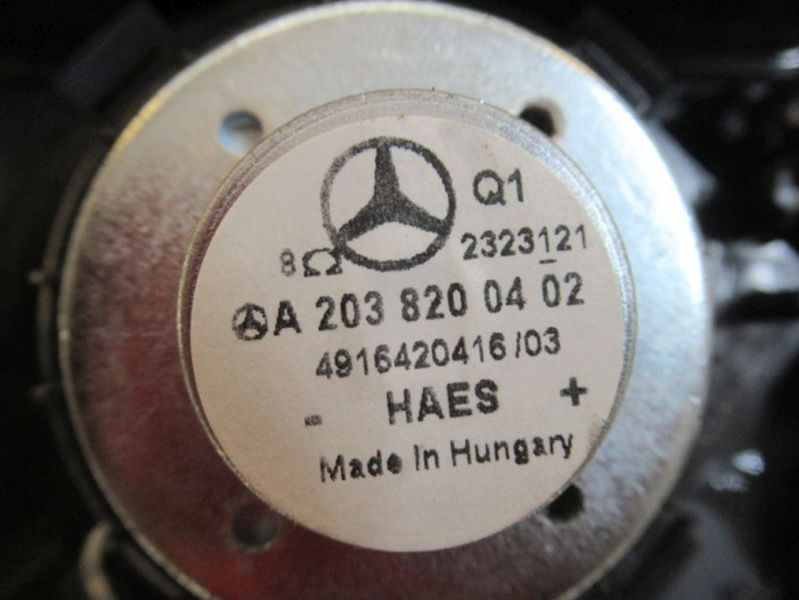 Q1
8Ω 2323121
A 203 820 04 02
4916420416/03
- HAES +
Made In Hungary